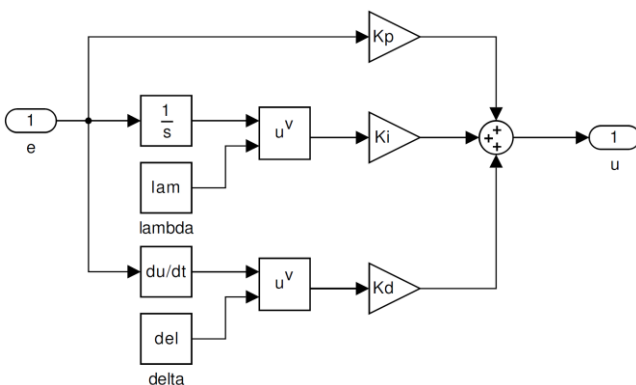 Kp
1
e
1
s
u^v
Ki
lam
lambda
+
+
+
1
u
du/dt
u^v
Kd
del
delta